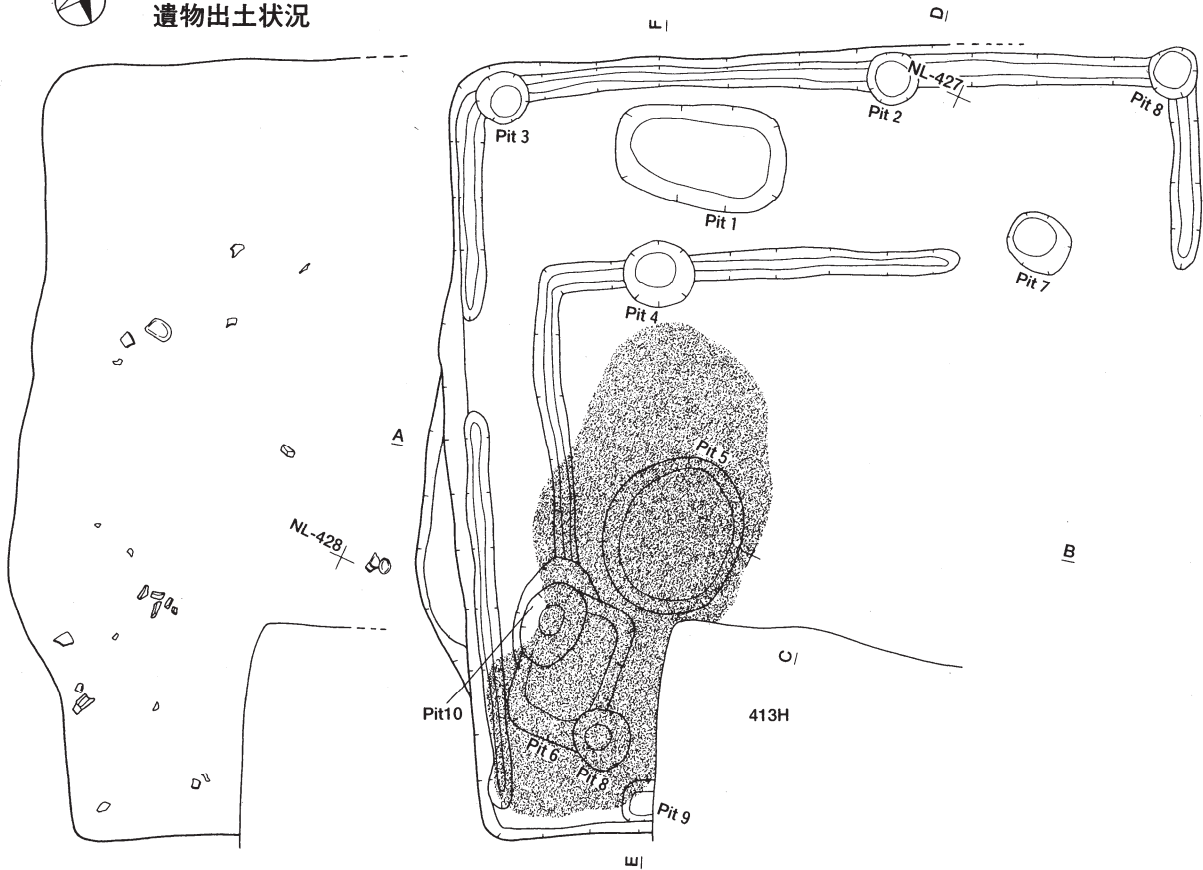 遺物出土状況
F
D
NL-427
Pit 3
Pit 2
Pit 8
Pit 1
Pit 7
Pit 4
A
Pit 5
NL-428
B
C
Pit10
413H
Pit 6
Pit 8
Pit 9
E